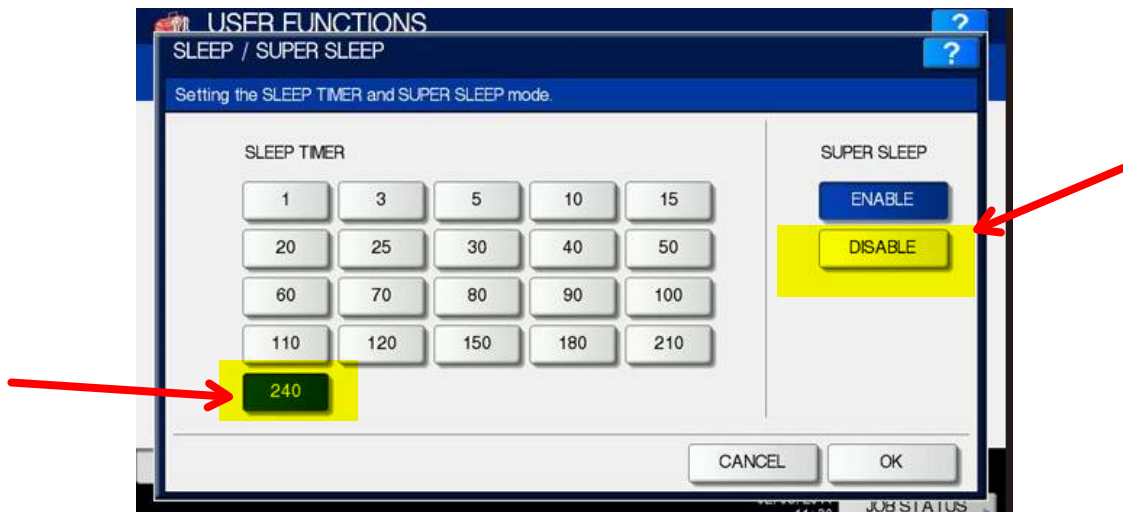 USER FUNCTIONS ?
SLEEP / SUPER SLEEP ?
Setting the SLEEP TIMER and SUPER SLEEP mode.
SLEEP TIMER
SUPER SLEEP
1 3 5 10 15
ENABLE
20 25 30 40 50
DISABLE
60 70 80 90 100
110 120 150 180 210
240
CANCEL OK
JOB STATUS